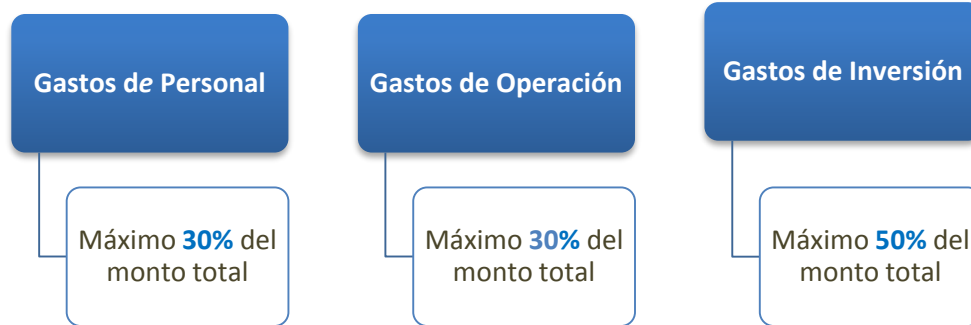 Gastos de Personal
Máximo 30% del
monto total
Gastos de Operación
Máximo 30% del
monto total
Gastos de Inversión
Máximo 50% del
monto total